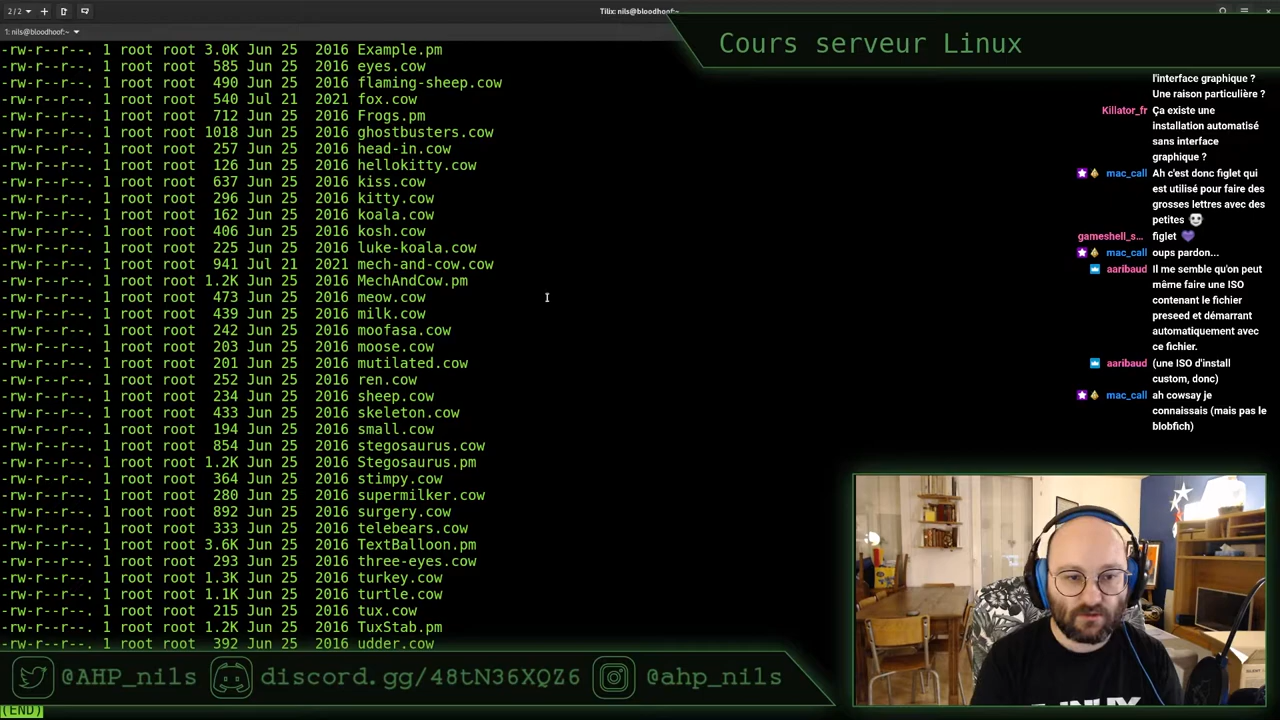 2/2
Tilix: nils@bloodhoof:~
1: nils@bloodhoof:~
Cours serveur Linux
-rw-r--r--. 1 root root 3.0K Jun 25  2016 Example.pm
-rw-r--r--. 1 root root  585 Jun 25  2016 eyes.cow
-rw-r--r--. 1 root root  490 Jun 25  2016 flaming-sheep.cow
-rw-r--r--. 1 root root  540 Jul 21  2021 fox.cow
-rw-r--r--. 1 root root  712 Jun 25  2016 Frogs.pm
-rw-r--r--. 1 root root 1018 Jun 25  2016 ghostbusters.cow
-rw-r--r--. 1 root root  257 Jun 25  2016 head-in.cow
-rw-r--r--. 1 root root  126 Jun 25  2016 hellokitty.cow
-rw-r--r--. 1 root root  637 Jun 25  2016 kiss.cow
-rw-r--r--. 1 root root  296 Jun 25  2016 kitty.cow
-rw-r--r--. 1 root root  162 Jun 25  2016 koala.cow
-rw-r--r--. 1 root root  406 Jun 25  2016 kosh.cow
-rw-r--r--. 1 root root  225 Jun 25  2016 luke-koala.cow
-rw-r--r--. 1 root root  941 Jul 21  2021 mech-and-cow.cow
-rw-r--r--. 1 root root 1.2K Jun 25  2016 MechAndCow.pm
-rw-r--r--. 1 root root  473 Jun 25  2016 meow.cow
-rw-r--r--. 1 root root  439 Jun 25  2016 milk.cow
-rw-r--r--. 1 root root  242 Jun 25  2016 moofasa.cow
-rw-r--r--. 1 root root  203 Jun 25  2016 moose.cow
-rw-r--r--. 1 root root  201 Jun 25  2016 mutilated.cow
-rw-r--r--. 1 root root  252 Jun 25  2016 ren.cow
-rw-r--r--. 1 root root  234 Jun 25  2016 sheep.cow
-rw-r--r--. 1 root root  433 Jun 25  2016 skeleton.cow
-rw-r--r--. 1 root root  194 Jun 25  2016 small.cow
-rw-r--r--. 1 root root  854 Jun 25  2016 stegosaurus.cow
-rw-r--r--. 1 root root 1.2K Jun 25  2016 Stegosaurus.pm
-rw-r--r--. 1 root root  364 Jun 25  2016 stimpy.cow
-rw-r--r--. 1 root root  280 Jun 25  2016 supermilker.cow
-rw-r--r--. 1 root root  892 Jun 25  2016 surgery.cow
-rw-r--r--. 1 root root  333 Jun 25  2016 telebears.cow
-rw-r--r--. 1 root root 3.6K Jun 25  2016 TextBalloon.pm
-rw-r--r--. 1 root root  293 Jun 25  2016 three-eyes.cow
-rw-r--r--. 1 root root 1.3K Jun 25  2016 turkey.cow
-rw-r--r--. 1 root root 1.1K Jun 25  2016 turtle.cow
-rw-r--r--. 1 root root  215 Jun 25  2016 tux.cow
-rw-r--r--. 1 root root 1.2K Jun 25  2016 TuxStab.pm
-rw-r--r--. 1 root root  392 Jun 25  2016 udder.cow
(END)
l'interface graphique ?
Une raison particulière ?
Killator_fr Ça existe une
installation automatisé
sans interface
graphique ?
mac_call Ah c'est donc figlet qui
est utilisé pour faire des
grosses lettres avec des
petites
gameshell_s... figlet
mac_call oups pardon...
aaribaud Il me semble qu'on peut
même faire une ISO
contenant le fichier
preseed et démarrant
automatiquement avec
ce fichier.
aaribaud (une ISO d'install
custom, donc)
mac_call ah cowsay je
connaissais (mais pas le
blobfich)
@AHP_nils
discord.gg/48tN36XQZ6
@ahp_nils